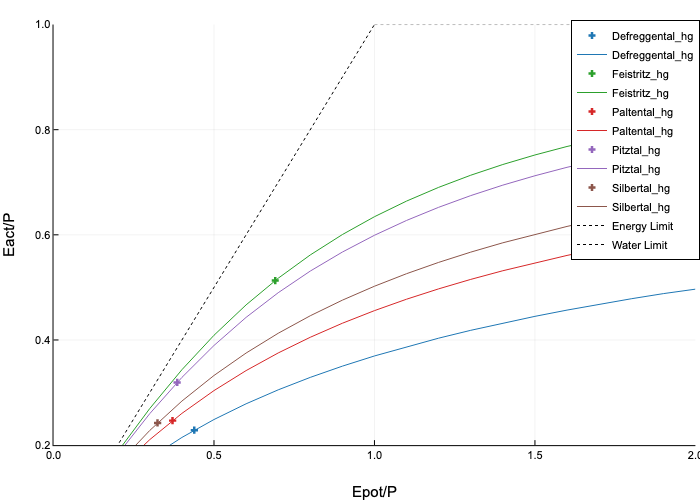 1.0
0.8
0.6
0.4
0.2
0.0
0.5
1.0
1.5
2.0
Eact/P
Epot/P
Defreggental_hg
Defreggental_hg
Feistritz_hg
Feistritz_hg
Paltental_hg
Paltental_hg
Pitztal_hg
Pitztal_hg
Silbertal_hg
Silbertal_hg
Energy Limit
Water Limit